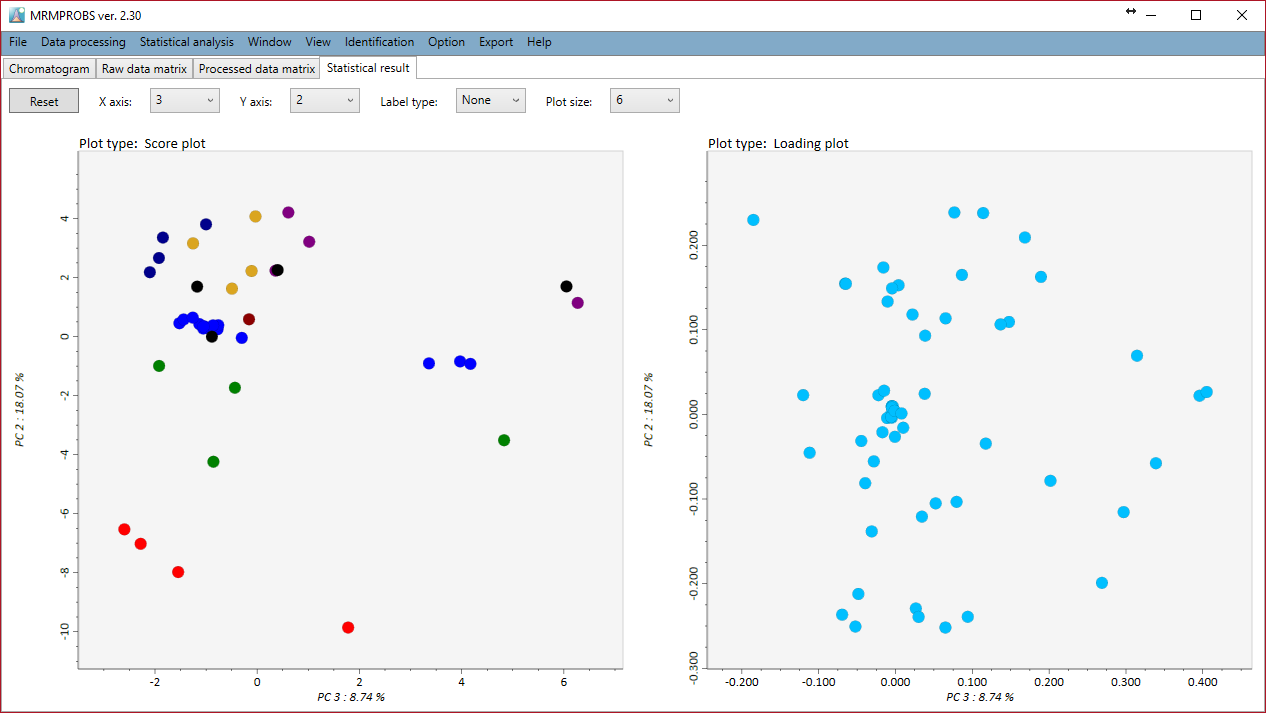 MRMPROBS ver. 2.30
File Data processing Statistical analysis Window View Identification Option Export Help
Chromatogram Raw data matrix Processed data matrix Statistical result
Reset X axis: 3 Y axis: 2 Label type: None Plot size: 6
Plot type: Score plot
4
2
0
-2
-4
-6
-8
-10
PC 2 : 18.07 %
-2 0 2 4 6
PC 3 : 8.74 %
Plot type: Loading plot
0.200
0.100
0.000
-0.100
-0.200
-0.300
PC 2 : 18.07 %
-0.200 -0.100 0.000 0.100 0.200 0.300 0.400
PC 3 : 8.74 %